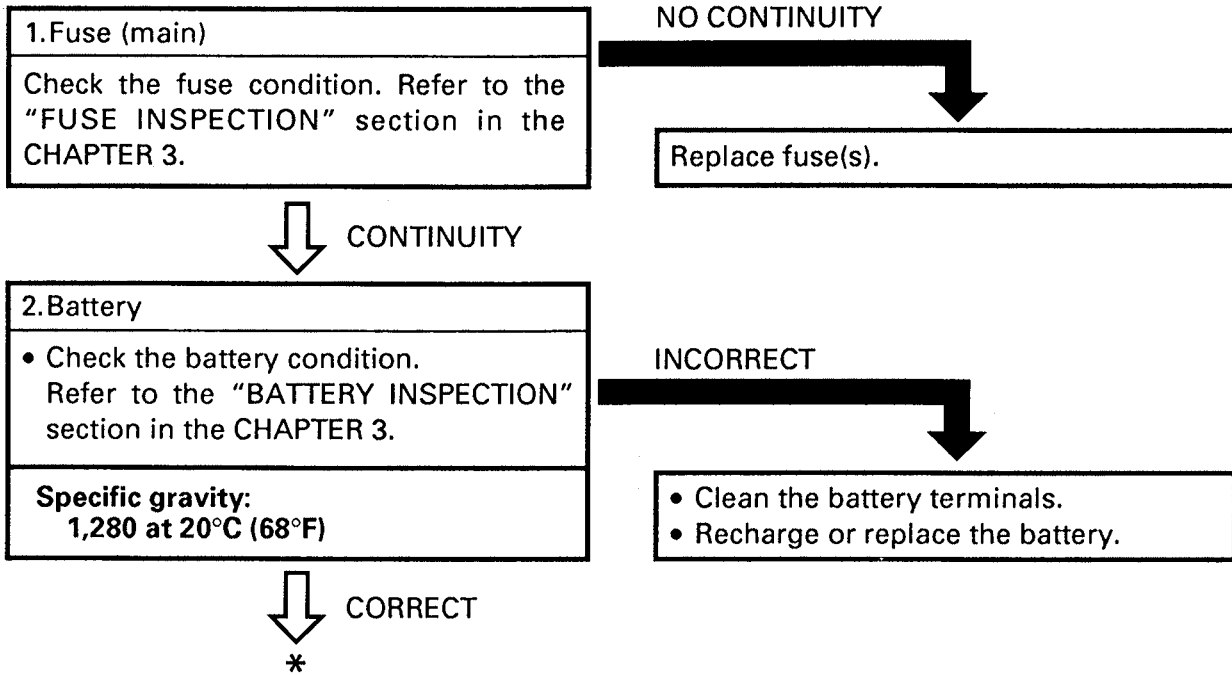 1.Fuse (main)
Check the fuse condition. Refer to the
"FUSE INSPECTION" section in the
CHAPTER 3.
NO CONTINUITY
Replace fuse(s).
CONTINUITY
2.Battery
• Check the battery condition.
Refer to the "BATTERY INSPECTION"
section in the CHAPTER 3.
Specific gravity:
1,280 at 20°C (68°F)
INCORRECT
• Clean the battery terminals.
• Recharge or replace the battery.
CORRECT
*